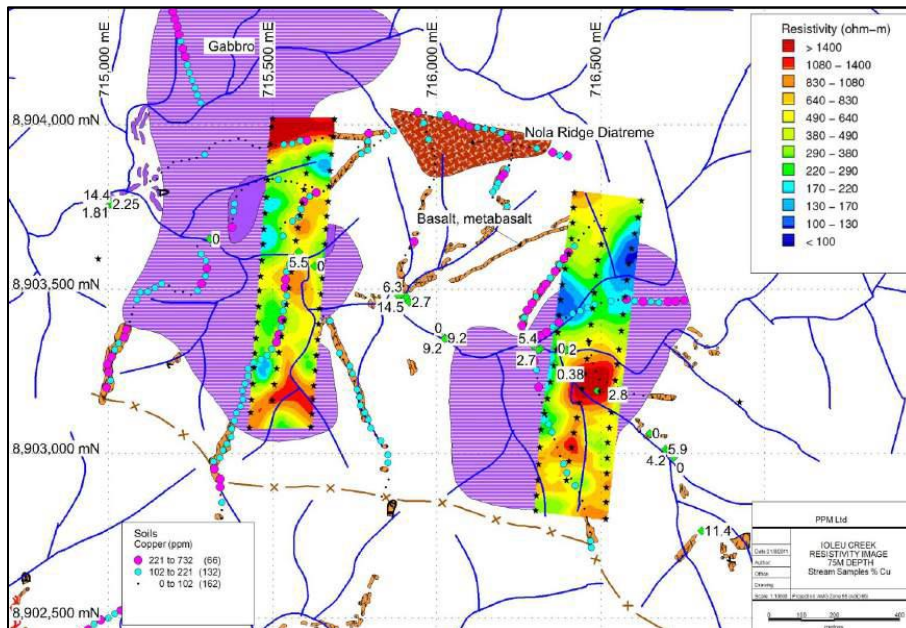 715,000 mE
715,500 mE
716,000 mE
716,500 mE
Gabbro
8,904,000 mN
Nola Ridge Diatreme
14.4
1.81
2.25
0
Basalt, metabasalt
5.5
0
8,903,500 mN
6.3
14.5
2.7
0
9.2
9.2
5.4
2.7
0.2
0.38
2.8
8,903,000 mN
0
5.9
4.2
0
11.4
8,902,500 mN
Resistivity (ohm-m)
> 1400
1080 - 1400
830 - 1080
640 - 830
490 - 640
380 - 490
290 - 380
220 - 290
170 - 220
130 - 170
100 - 130
< 100
Soils
Copper (ppm)
221 to 732 (66)
102 to 221 (132)
0 to 102 (162)
PPM Ltd
IOLEU CREEK
RESISTIVITY IMAGE
75M DEPTH
Stream Samples % Cu
Author
Office
Drawing
0 200 400